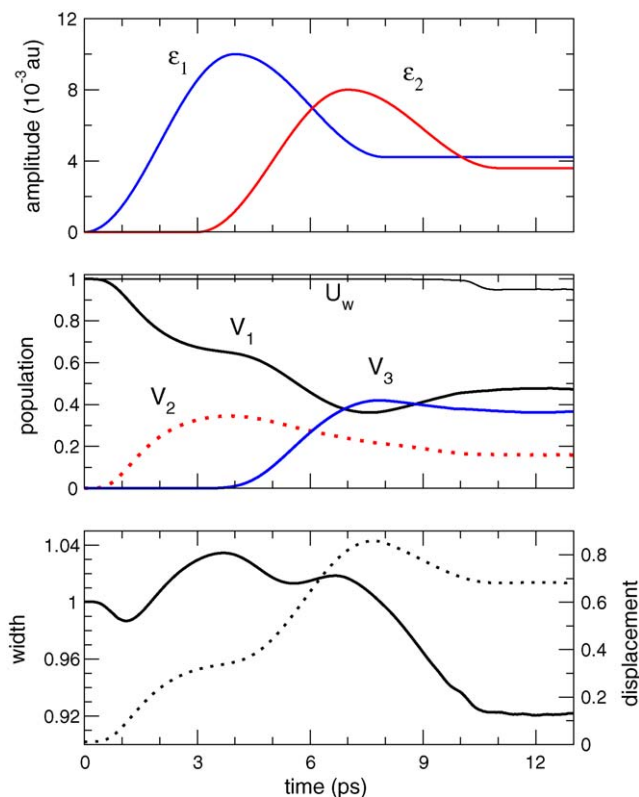 12
8
4
0
amplitude (10⁻³au)
ε₁
ε₂
1
0.8
0.6
0.4
0.2
0
population
U_w
V₁
V₂
V₃
1.04
1
0.96
0.92
width
0.8
0.6
0.4
0.2
0
displacement
0 3 6 9 12
time (ps)